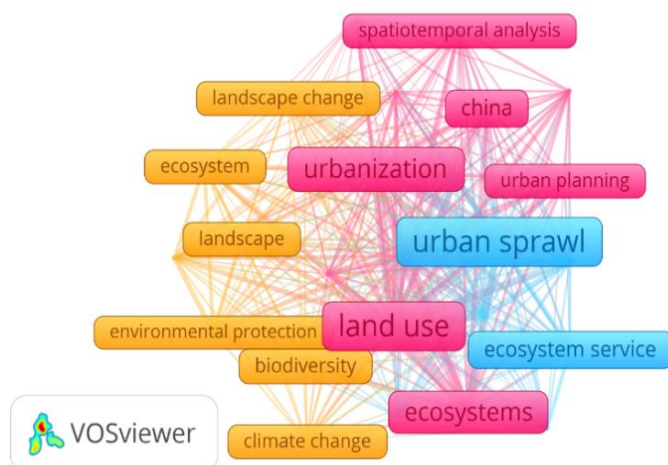 spatiotemporal analysis
landscape change
china
ecosystem
urbanization
urban planning
landscape
urban sprawl
environmental protection
land use
ecosystem service
biodiversity
ecosystems
climate change
VOSviewer